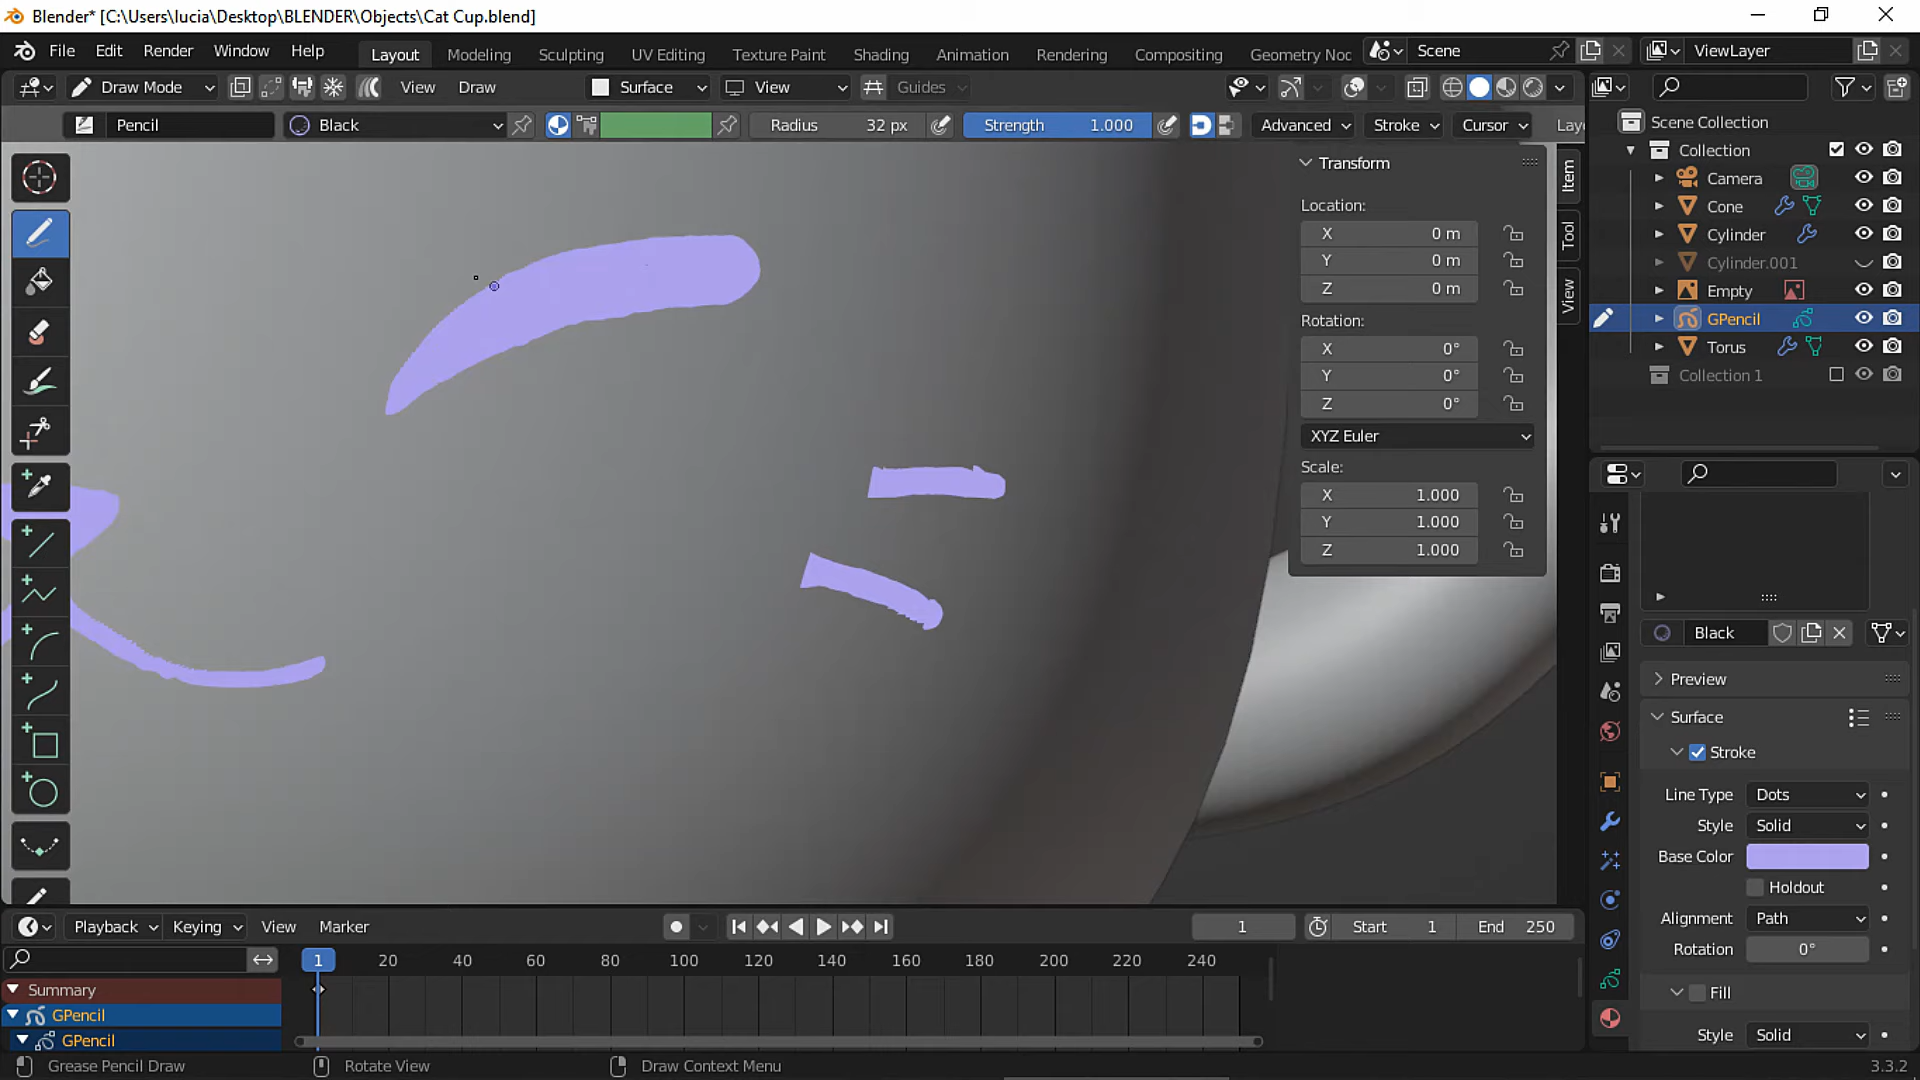 Blender* [C:\Users\lucia\Desktop\BLENDER\Objects\Cat Cup.blend]
File Edit Render Window Help Layout Modeling Sculpting UV Editing Texture Paint Shading Animation Rendering Compositing Geometry Noc Scene ViewLayer
Draw Mode View Draw Surface View Guides
Pencil Black Radius 32 px Strength 1.000 Advanced Stroke Cursor Lay
Transform
Location:
X 0 m
Y 0 m
Z 0 m
Rotation:
X 0°
Y 0°
Z 0°
XYZ Euler
Scale:
X 1.000
Y 1.000
Z 1.000
Item
Tool
View
Scene Collection
Collection
Camera
Cone
Cylinder
Cylinder.001
Empty
GPencil
Torus
Collection 1
Black
Preview
Surface
Stroke
Line Type Dots
Style Solid
Base Color
Holdout
Alignment Path
Rotation 0°
Fill
Style Solid
Playback Keying View Marker 1 Start 1 End 250
1 20 40 60 80 100 120 140 160 180 200 220 240
Summary
GPencil
GPencil
Grease Pencil Draw Rotate View Draw Context Menu 3.3.2